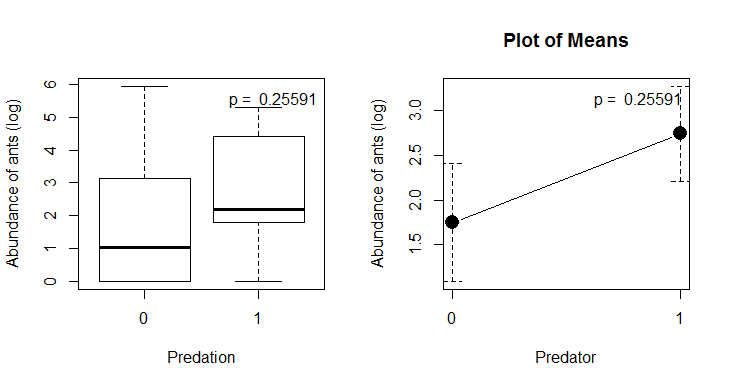 Abundance of ants (log)
6
5
4
3
2
1
0
p = 0.25591
0
1
Predation
Plot of Means
Abundance of ants (log)
3.0
2.5
2.0
1.5
p = 0.25591
0
1
Predator